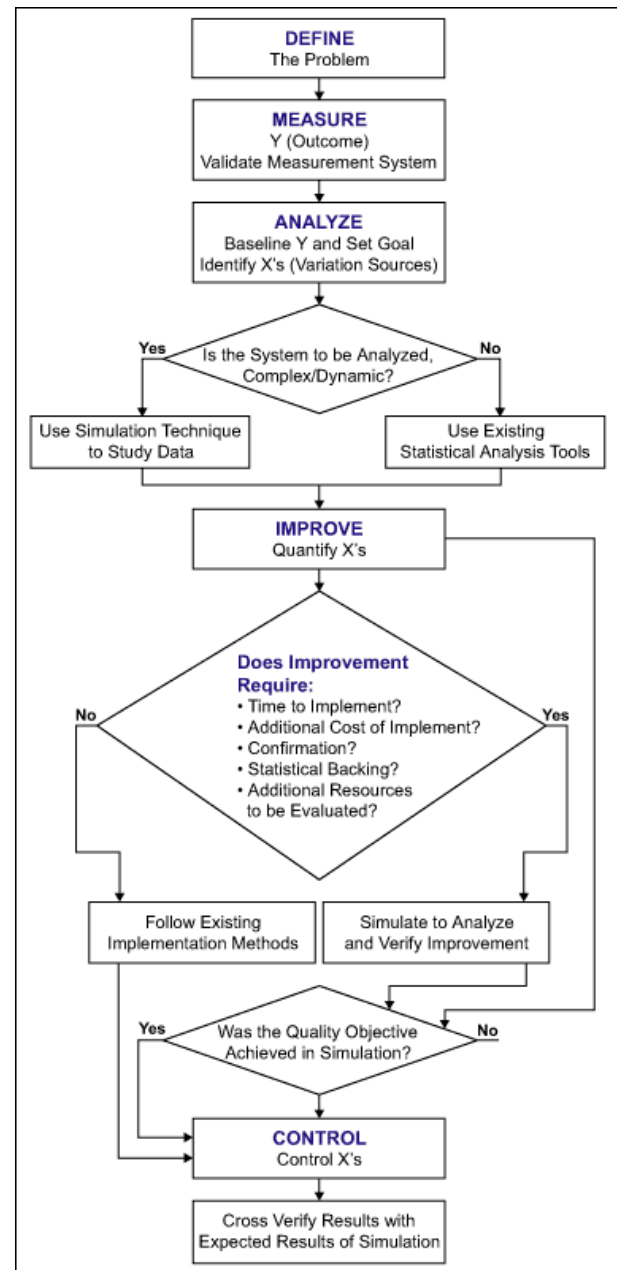 DEFINE
The Problem
MEASURE
Y (Outcome)
Validate Measurement System
ANALYZE
Baseline Y and Set Goal
Identify X's (Variation Sources)
Yes
Is the System to be Analyzed,
Complex/Dynamic?
No
Use Simulation Technique
to Study Data
Use Existing
Statistical Analysis Tools
IMPROVE
Quantify X's
Does Improvement
Require:
• Time to Implement?
• Additional Cost of Implement?
• Confirmation?
• Statistical Backing?
• Additional Resources
to be Evaluated?
No
Yes
Follow Existing
Implementation Methods
Simulate to Analyze
and Verify Improvement
Yes
Was the Quality Objective
Achieved in Simulation?
No
CONTROL
Control X's
Cross Verify Results with
Expected Results of Simulation